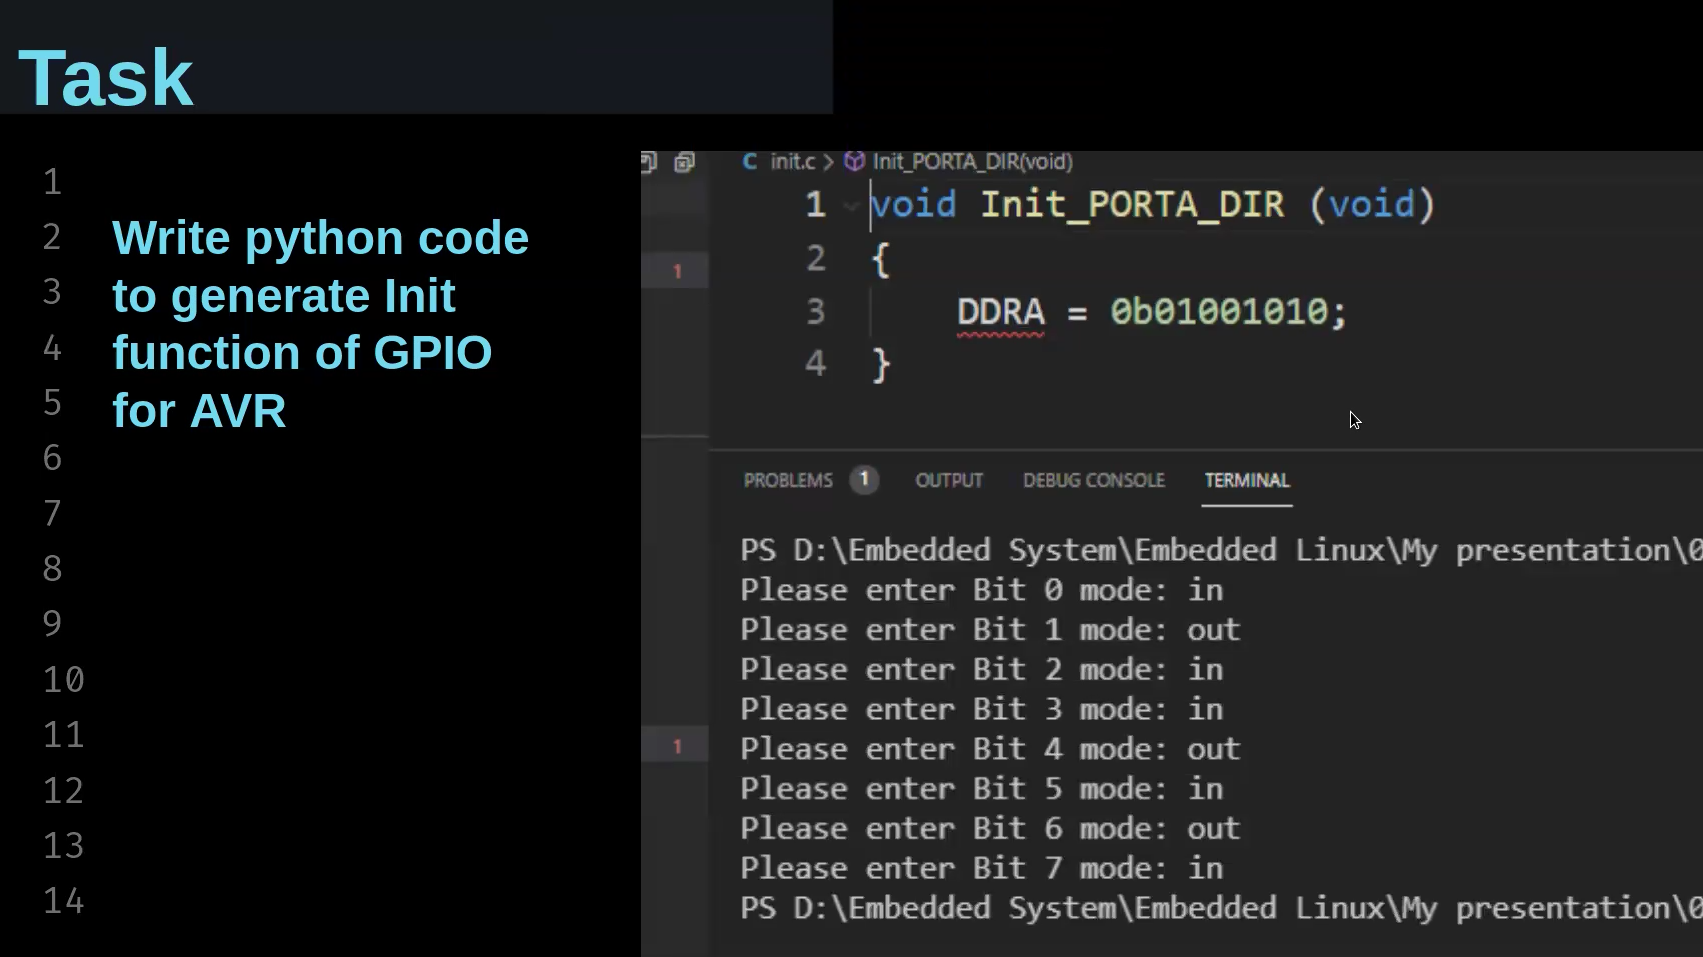 Task
1
2
3
4
5
6
7
8
9
10
11
12
13
14
Write python code
to generate Init
function of GPIO
for AVR
C init.c > Init_PORTA_DIR(void)
1 void Init_PORTA_DIR (void)
2 {
3 DDRA = 0b01001010;
4 }
1
1
PROBLEMS 1 OUTPUT DEBUG CONSOLE TERMINAL
PS D:\Embedded System\Embedded Linux\My presentation\0
Please enter Bit 0 mode: in
Please enter Bit 1 mode: out
Please enter Bit 2 mode: in
Please enter Bit 3 mode: in
Please enter Bit 4 mode: out
Please enter Bit 5 mode: in
Please enter Bit 6 mode: out
Please enter Bit 7 mode: in
PS D:\Embedded System\Embedded Linux\My presentation\0